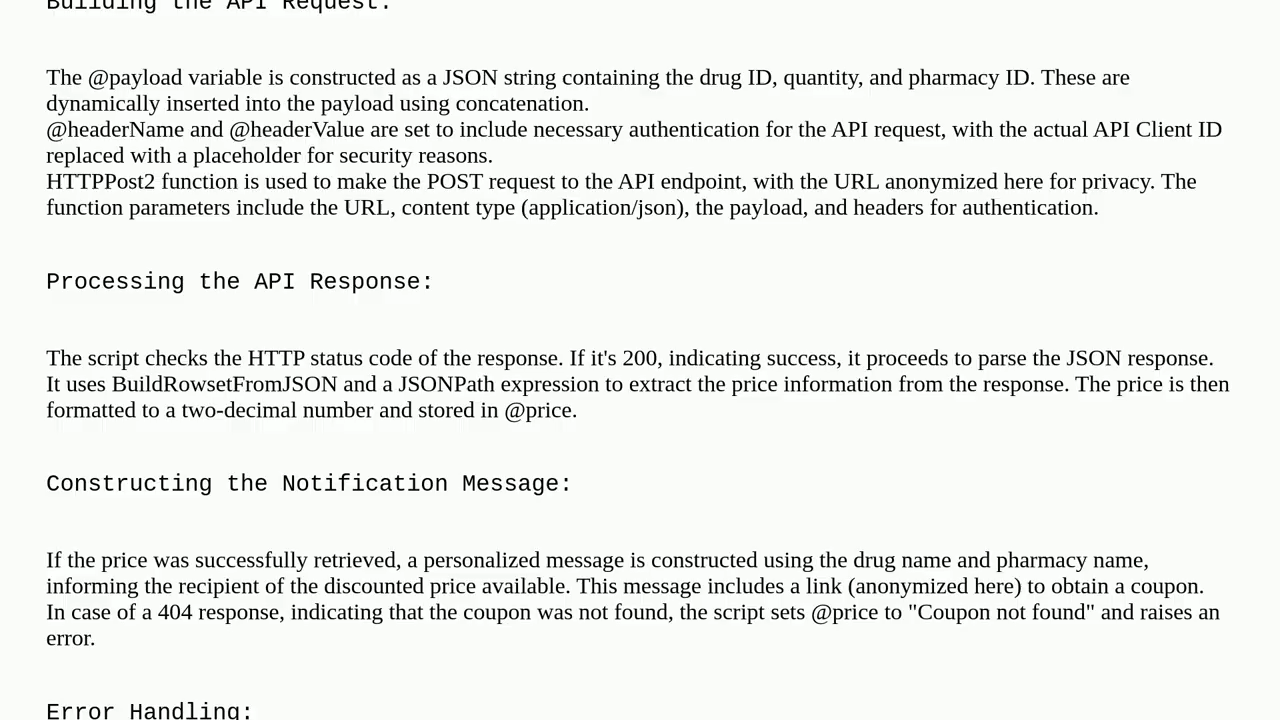 Building the API Request:
The @payload variable is constructed as a JSON string containing the drug ID, quantity, and pharmacy ID. These are
dynamically inserted into the payload using concatenation.
@headerName and @headerValue are set to include necessary authentication for the API request, with the actual API Client ID
replaced with a placeholder for security reasons.
HTTPPost2 function is used to make the POST request to the API endpoint, with the URL anonymized here for privacy. The
function parameters include the URL, content type (application/json), the payload, and headers for authentication.
Processing the API Response:
The script checks the HTTP status code of the response. If it's 200, indicating success, it proceeds to parse the JSON response.
It uses BuildRowsetFromJSON and a JSONPath expression to extract the price information from the response. The price is then
formatted to a two-decimal number and stored in @price.
Constructing the Notification Message:
If the price was successfully retrieved, a personalized message is constructed using the drug name and pharmacy name,
informing the recipient of the discounted price available. This message includes a link (anonymized here) to obtain a coupon.
In case of a 404 response, indicating that the coupon was not found, the script sets @price to "Coupon not found" and raises an
error.
Error Handling: